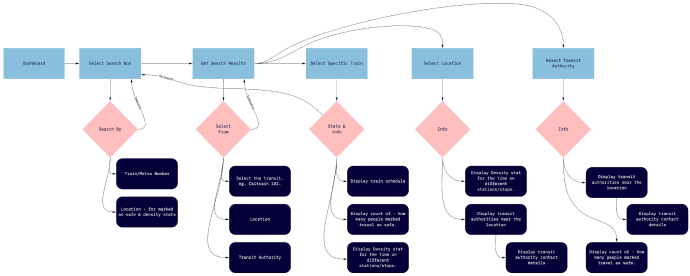 Dashboard
Select Search Box
Get Search Results
Select Specific Train
Select Location
Select Transit
Authority
Search By
Select
From
Stats &
info
Info
Info
Train/Metro Number
Location - for marked
as safe & density stats
Select the transit.
eg. Caltrain 101.
Location
Transit Authority
Display train schedule
Display count of - how
many people marked
travel as safe.
Display Density stat
for the time on
different
stations/stops.
Display Density stat
for the time on
different
stations/stops.
Display transit
authorities near the
location
Display transit
authority contact
details
Display transit
authorities near the
location
Display transit
authority contact
details
Display count of - how
many people marked
travel as safe.